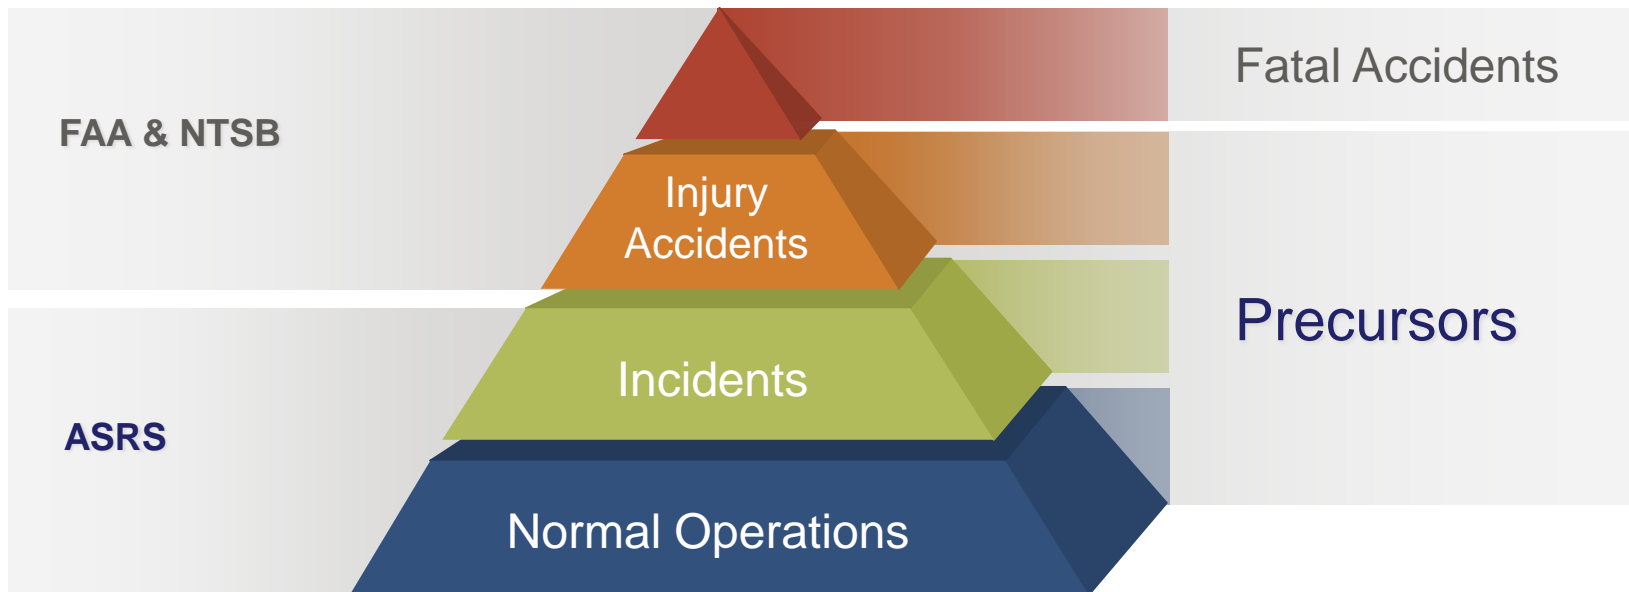 Fatal Accidents
FAA & NTSB
Injury
Accidents
Precursors
Incidents
ASRS
Normal Operations